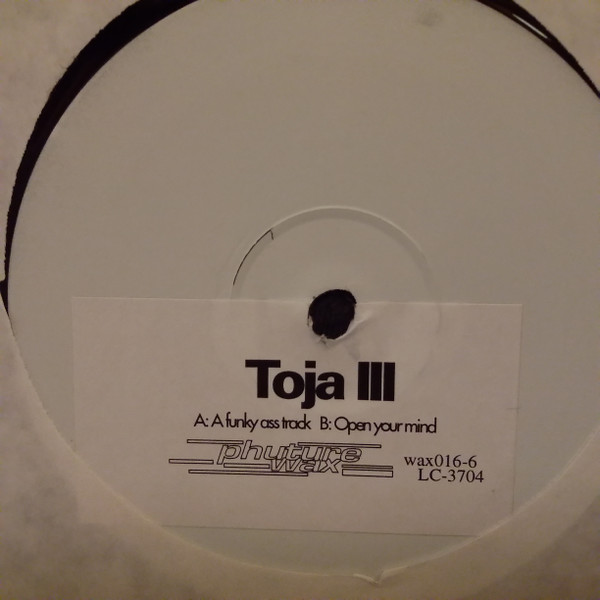 Toja III
A: A funky ass track B: Open your mind
phuture
wax
wax016-6
LC-3704